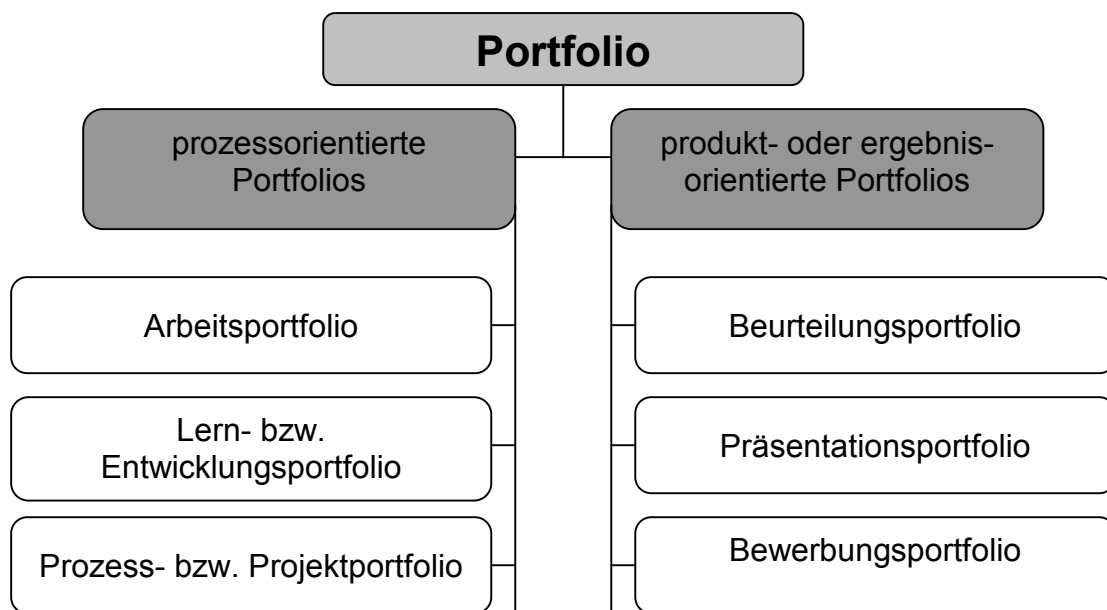 Portfolio
prozessorientierte
Portfolios
produkt- oder ergebnis-
orientierte Portfolios
Arbeitsportfolio
Beurteilungsportfolio
Lern- bzw.
Entwicklungsportfolio
Präsentationsportfolio
Prozess- bzw. Projektportfolio
Bewerbungsportfolio